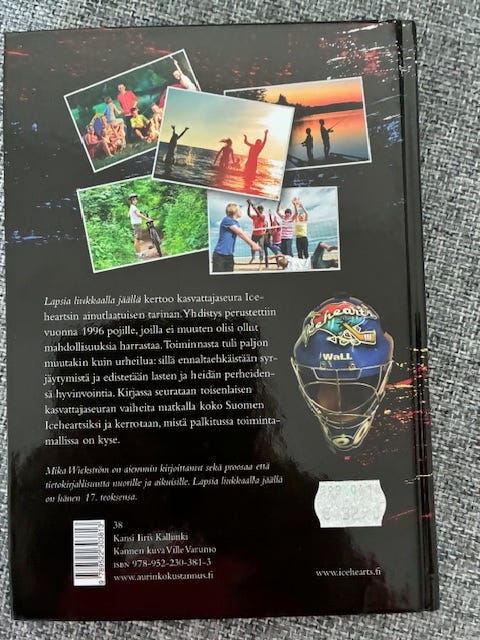 Icehearts
WaLL
Lapsia liukkaalla jäällä kertoo kasvattajaseura Ice-
heartsin ainutlaatuisen tarinan. Yhdistys perustettiin
vuonna 1996 pojille, joilla ei muuten olisi ollut
mahdollisuuksia harrastaa. Toiminnasta tuli paljon
muutakin kuin urheilua: sillä ennaltaehkäistään syr-
jäytymistä ja edistetään lasten ja heidän perheiden-
sä hyvinvointia. Kirjassa seurataan toisenlaisen
kasvattajaseuran vaiheita matkalla koko Suomen
Iceheartsiksi ja kerrotaan, mistä palkitussa toiminta-
mallissa on kyse.
Mika Wickström on aiemmin kirjoittanut sekä proosaa että
tietokirjallisuutta nuorille ja aikuisille. Lapsia liukkaalla jäällä
on hänen 17. teoksensa.
38
Kansi Iiris Kallunki
Kannen kuva Ville Varumo
ISBN 978-952-230-381-3
www.aurinkokustannus.fi
www.icehearts.fi